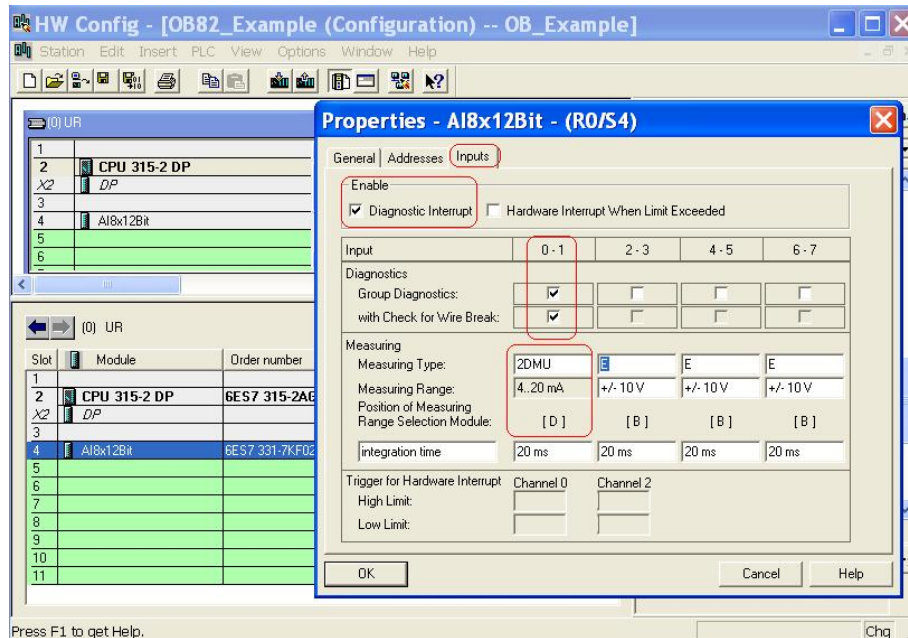 HW Config - [OB82_Example (Configuration) -- OB_Example]
Station Edit Insert PLC View Options Window Help
(0) UR
1
2 CPU 315-2 DP
X2 DP
3
4 AI8x12Bit
5
6
(0) UR
Slot Module Order number
1
2 CPU 315-2 DP 6ES7 315-2AG
X2 DP
3
4 AI8x12Bit 6ES7 331-7KF02
5
6
7
8
9
10
11
Properties - AI8x12Bit - (R0/S4)
General Addresses Inputs
Enable
Diagnostic Interrupt Hardware Interrupt When Limit Exceeded
Input 0 - 1 2 - 3 4 - 5 6 - 7
Diagnostics
Group Diagnostics:
with Check for Wire Break:
Measuring
Measuring Type: 2DMU E E E
Measuring Range: 4..20 mA +/- 10 V +/- 10 V +/- 10 V
Position of Measuring
Range Selection Module: [ D ] [ B ] [ B ] [ B ]
integration time 20 ms 20 ms 20 ms 20 ms
Trigger for Hardware Interrupt Channel 0 Channel 2
High Limit:
Low Limit:
OK Cancel Help
Press F1 to get Help. Chg